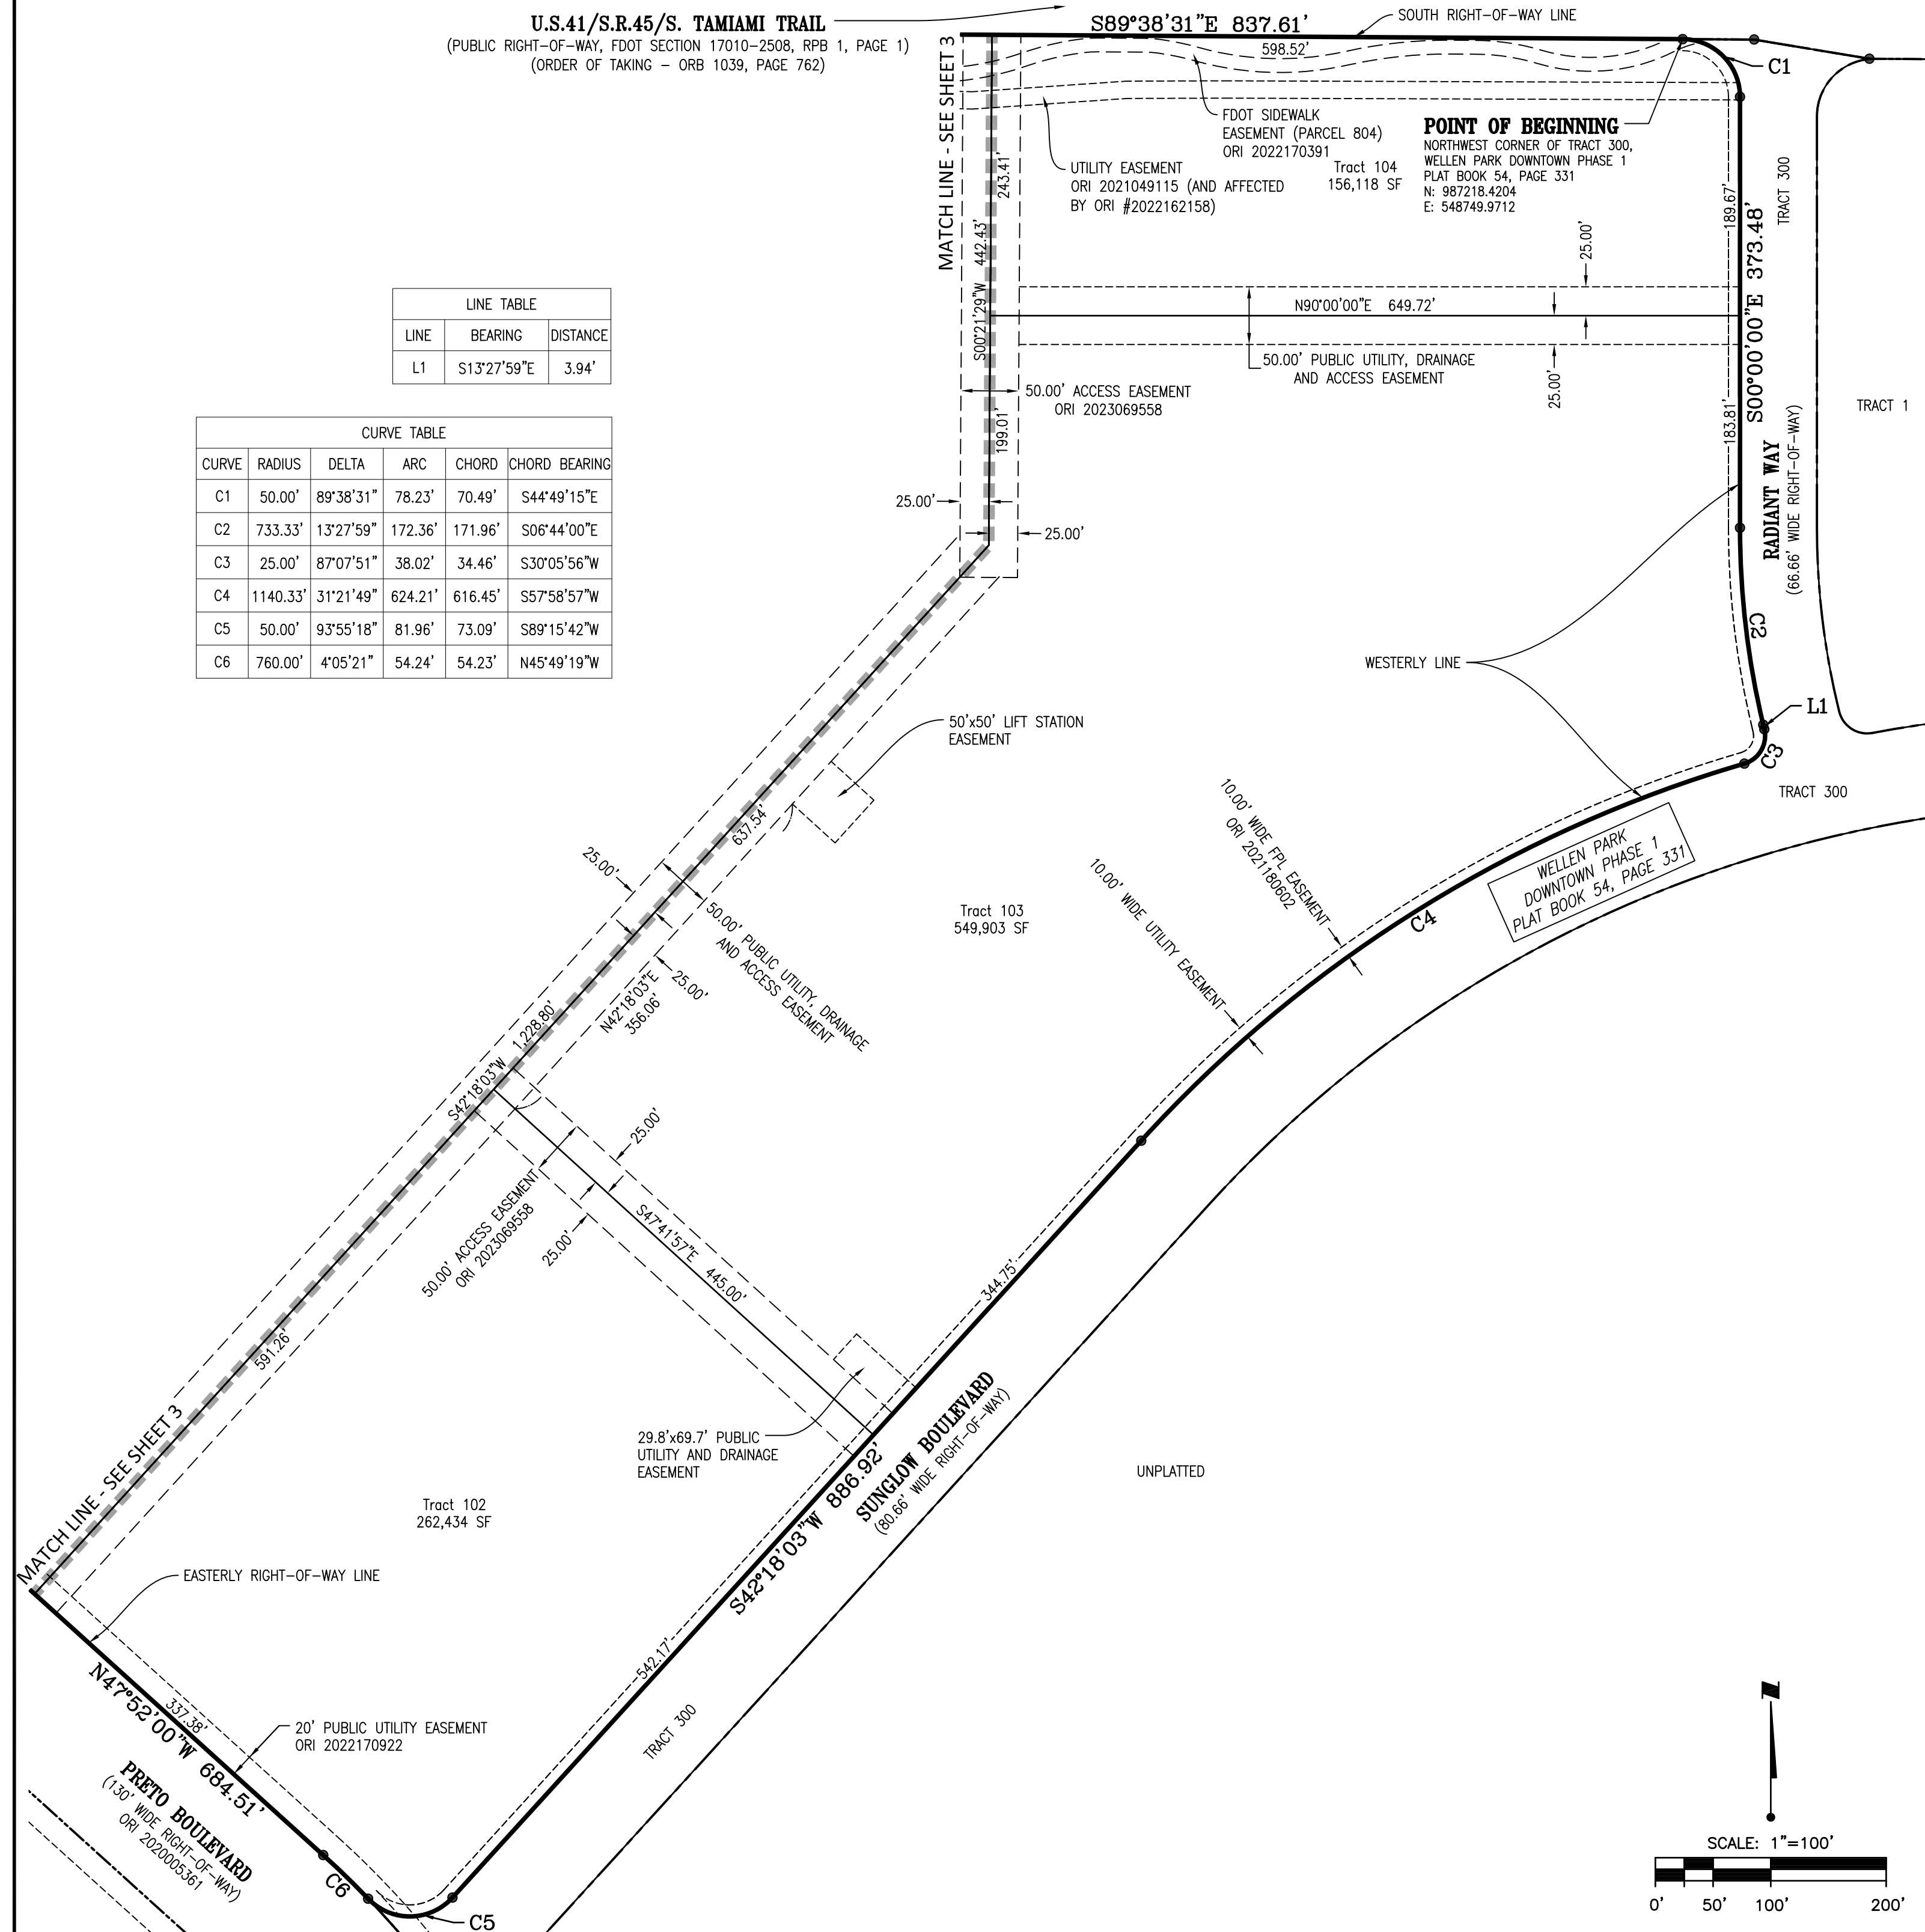 U.S.41/S.R.45/S. TAMIAMI TRAIL
(PUBLIC RIGHT-OF-WAY, FDOT SECTION 17010-2508, RPB 1, PAGE 1)
(ORDER OF TAKING - ORB 1039, PAGE 762)
S89°38'31"E 837.61'
598.52'
SOUTH RIGHT-OF-WAY LINE
C1
MATCH LINE - SEE SHEET 3
243.41'
S00°21'29"W 442.43'
199.01'
FDOT SIDEWALK
EASEMENT (PARCEL 804)
ORI 2022170391
UTILITY EASEMENT
ORI 2021049115 (AND AFFECTED
BY ORI #2022162158)
Tract 104
156,118 SF
POINT OF BEGINNING
NORTHWEST CORNER OF TRACT 300,
WELLEN PARK DOWNTOWN PHASE 1
PLAT BOOK 54, PAGE 331
N: 987218.4204
E: 548749.9712
189.67'
TRACT 300
S00°00'00"E 373.48'
183.81'
25.00'
N90°00'00"E 649.72'
50.00' PUBLIC UTILITY, DRAINAGE
AND ACCESS EASEMENT
25.00'
50.00' ACCESS EASEMENT
ORI 2023069558
TRACT 1
RADIANT WAY
(66.66' WIDE RIGHT-OF-WAY)
LINE TABLE
LINE BEARING DISTANCE
L1 S13°27'59"E 3.94'
CURVE TABLE
CURVE RADIUS DELTA ARC CHORD CHORD BEARING
C1 50.00' 89°38'31" 78.23' 70.49' S44°49'15"E
C2 733.33' 13°27'59" 172.36' 171.96' S06°44'00"E
C3 25.00' 87°07'51" 38.02' 34.46' S30°05'56"W
C4 1140.33' 31°21'49" 624.21' 616.45' S57°58'57"W
C5 50.00' 93°55'18" 81.96' 73.09' S89°15'42"W
C6 760.00' 4°05'21" 54.24' 54.23' N45°49'19"W
25.00'
25.00'
C2
WESTERLY LINE
L1
C3
TRACT 300
50'x50' LIFT STATION
EASEMENT
637.54'
25.00'
50.00' PUBLIC UTILITY, DRAINAGE
AND ACCESS EASEMENT
25.00'
N42°18'03"E
356.06'
10.00' WIDE FPL EASEMENT
ORI 2021180602
10.00' WIDE UTILITY EASEMENT
WELLEN PARK
DOWNTOWN PHASE 1
PLAT BOOK 54, PAGE 331
C4
Tract 103
549,903 SF
S42°18'03"W 1,228.80'
25.00'
50.00' ACCESS EASEMENT
ORI 2023069558
25.00'
S47°41'57"E 445.00'
344.75'
591.26'
29.8'x69.7' PUBLIC
UTILITY AND DRAINAGE
EASEMENT
S42°18'03"W 886.92'
SUNGLOW BOULEVARD
(80.66' WIDE RIGHT-OF-WAY)
UNPLATTED
MATCH LINE - SEE SHEET 3
Tract 102
262,434 SF
EASTERLY RIGHT-OF-WAY LINE
542.17'
TRACT 300
337.38'
N47°52'00"W 684.51'
20' PUBLIC UTILITY EASEMENT
ORI 2022170922
PRETO BOULEVARD
(130' WIDE RIGHT-OF-WAY)
ORI 2020005361
C6
C5
N
SCALE: 1"=100'
0' 50' 100' 200'